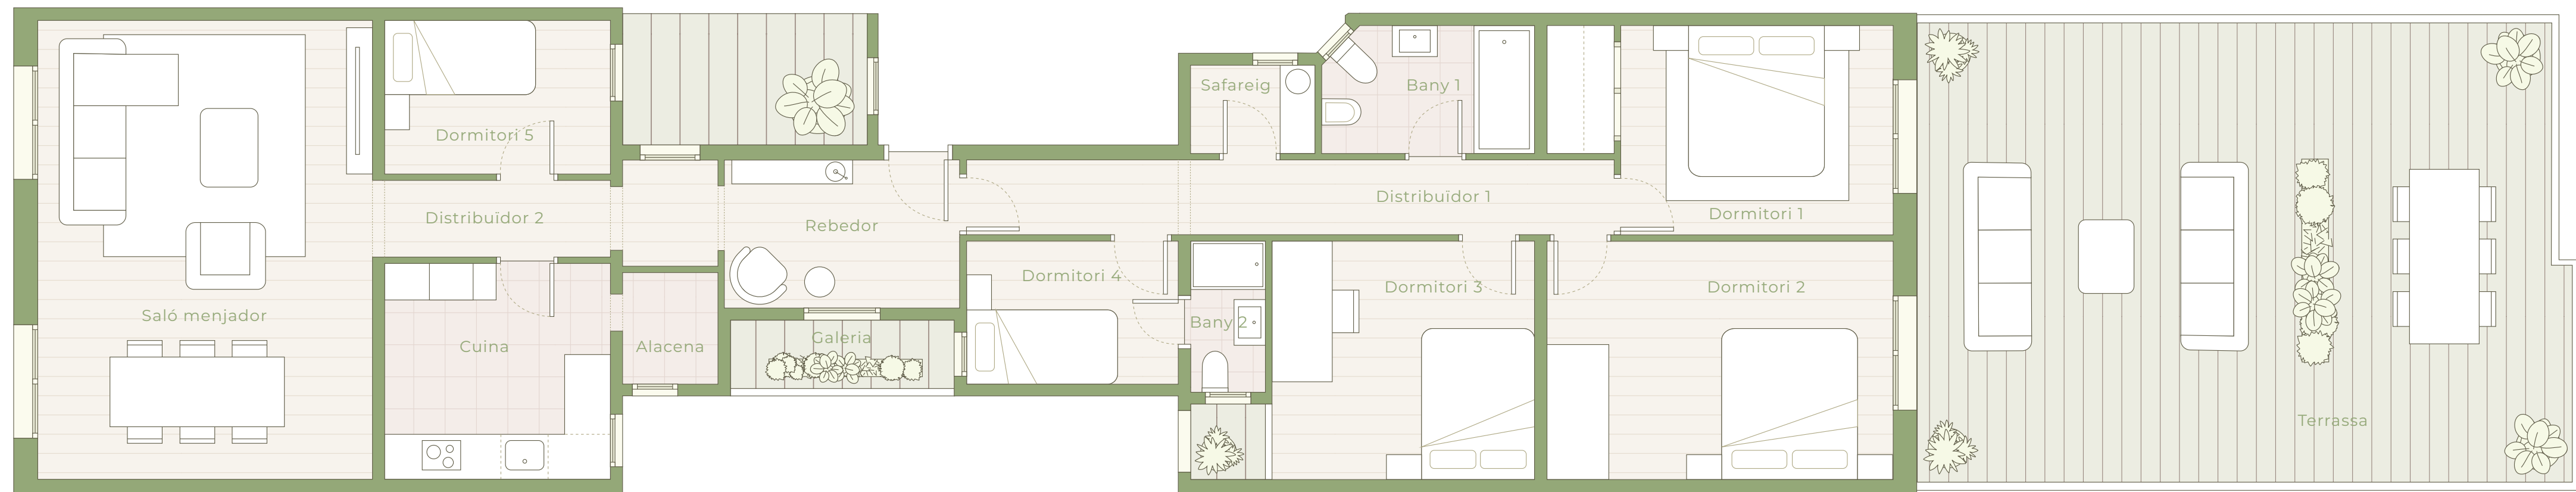 Saló menjador
Dormitori 5
Distribuïdor 2
Cuina
Alacena
Rebedor
Galeria
Safareig
Bany 1
Distribuïdor 1
Dormitori 1
Dormitori 4
Bany 2
Dormitori 3
Dormitori 2
Terrassa